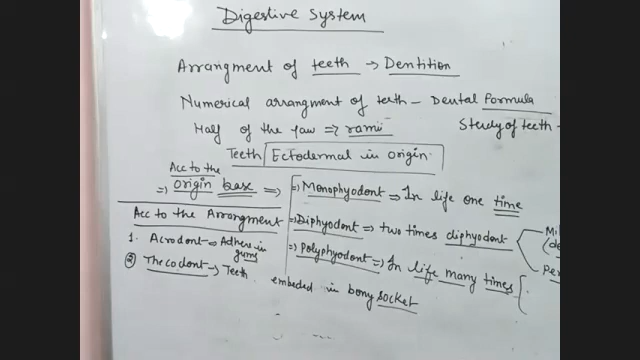 Digestive System
Arrangment of teeth → Dentition
Numerical arrangment of teeth - Dental Formula
Half of the Jaw ⇒ rami Study of teeth -
Teeth Ectodermal in origin
Acc to the
⇒ origin base ⇒ ⇒ Monophyodont ⇒ In life one time
Acc to the Arrangment ⇒ Diphyodont ⇒ two times diphyodont
1. Acrodont → Adhere in gums ⇒ Polyphyodont ⇒ In life many times
② Thecodont → Teeth embeded in bony socket